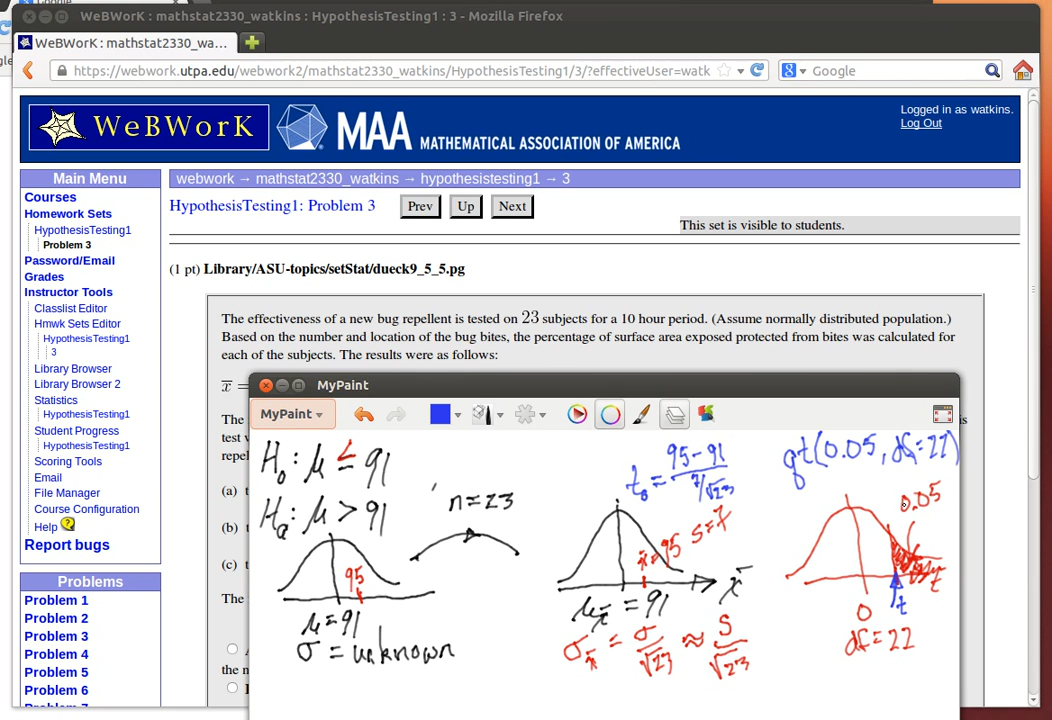 Google
WeBWorK : mathstat2330_watkins : HypothesisTesting1 : 3 - Mozilla Firefox
WeBWorK : mathstat2330_wa...
https://webwork.utpa.edu/webwork2/mathstat2330_watkins/HypothesisTesting1/3/?effectiveUser=watk
Google
WeBWorK
MAA MATHEMATICAL ASSOCIATION OF AMERICA
Logged in as watkins.
Log Out
Main Menu
Courses
Homework Sets
HypothesisTesting1
Problem 3
Password/Email
Grades
Instructor Tools
Classlist Editor
Hmwk Sets Editor
HypothesisTesting1
3
Library Browser
Library Browser 2
Statistics
HypothesisTesting1
Student Progress
HypothesisTesting1
Scoring Tools
Email
File Manager
Course Configuration
Help
Report bugs
Problems
Problem 1
Problem 2
Problem 3
Problem 4
Problem 5
Problem 6
webwork → mathstat2330_watkins → hypothesistesting1 → 3
HypothesisTesting1: Problem 3
Prev Up Next
This set is visible to students.
(1 pt) Library/ASU-topics/setStat/dueck9_5_5.pg
The effectiveness of a new bug repellent is tested on 23 subjects for a 10 hour period. (Assume normally distributed population.)
Based on the number and location of the bug bites, the percentage of surface area exposed protected from bites was calculated for
each of the subjects. The results were as follows:
x̄ =
The
is
test v
repel
(a) t
(b) t
(c) t
The
the n
MyPaint
MyPaint
H₀: μ ≤ 91
Hₐ: μ > 91
n=23
95
μ=91
σ = unknown
t₀ = (95-91)/(7/√23)
s=7
x̄=95
x̄
μx̄ = 91
σx̄ = σ/√23 ≈ s/√23
qt(0.05, df=22)
0.05
t
t
0
df=22